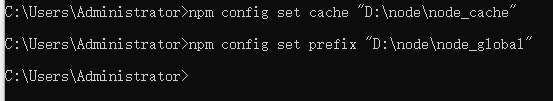 C:\Users\Administrator>npm config set cache "D:\node\node_cache"
C:\Users\Administrator>npm config set prefix "D:\node\node_global"
C:\Users\Administrator>